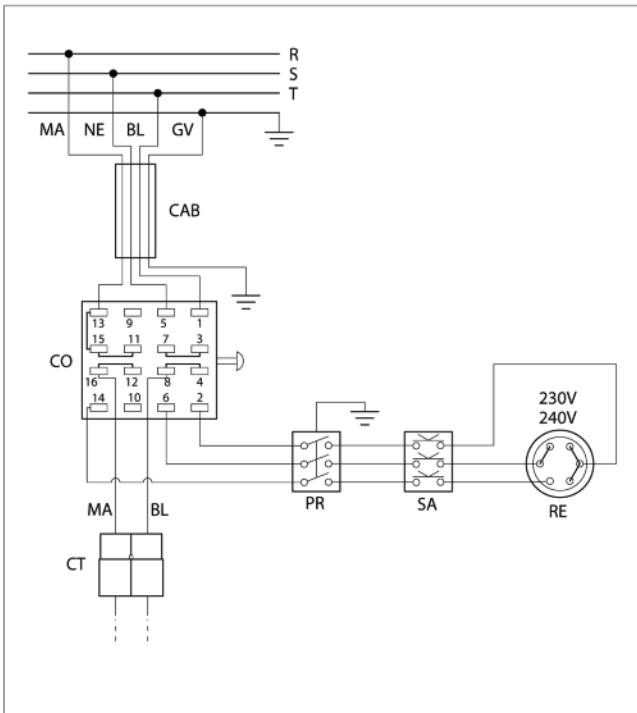 R
S
T
MA NE BL GV
CAB
13 9 5 1
15 11 7 3
CO
16 12 8 4
14 10 6 2
230V
240V
PR SA RE
MA BL
CT